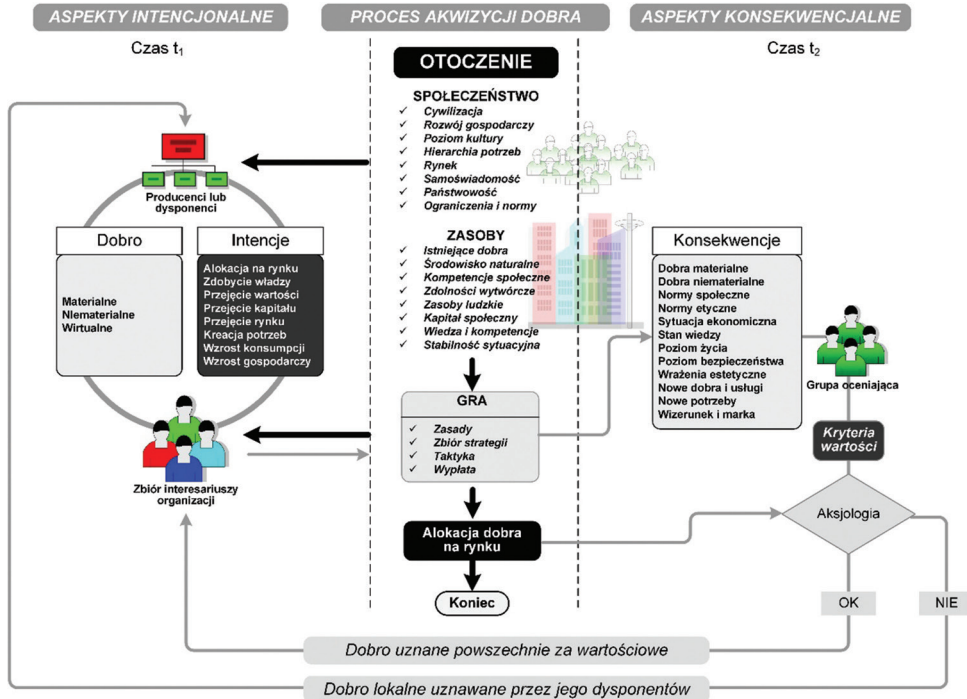 ASPEKTY INTENCJONALNE
PROCES AKWIZYCJI DOBRA
ASPEKTY KONSEKWENCJALNE
Czas t₁
Czas t₂
OTOCZENIE
SPOŁECZEŃSTWO
✓ Cywilizacja
✓ Rozwój gospodarczy
✓ Poziom kultury
✓ Hierarchia potrzeb
✓ Rynek
✓ Samoświadomość
✓ Państwowość
✓ Ograniczenia i normy
ZASOBY
✓ Istniejące dobra
✓ Środowisko naturalne
✓ Kompetencje społeczne
✓ Zdolności wytwórcze
✓ Zasoby ludzkie
✓ Kapitał społeczny
✓ Wiedza i kompetencje
✓ Stabilność sytuacyjna
Producenci lub
dysponenci
Dobro
Materialne
Niematerialne
Wirtualne
Intencje
Alokacja na rynku
Zdobycie władzy
Przejęcie wartości
Przejęcie kapitału
Przejęcie rynku
Kreacja potrzeb
Wzrost konsumpcji
Wzrost gospodarczy
Zbiór interesariuszy
organizacji
GRA
✓ Zasady
✓ Zbiór strategii
✓ Taktyka
✓ Wypłata
Alokacja dobra
na rynku
Koniec
Konsekwencje
Dobra materialne
Dobra niematerialne
Normy społeczne
Normy etyczne
Sytuacja ekonomiczna
Stan wiedzy
Poziom życia
Poziom bezpieczeństwa
Wrażenia estetyczne
Nowe dobra i usługi
Nowe potrzeby
Wizerunek i marka
Grupa oceniająca
Kryteria
wartości
Aksjologia
OK
NIE
Dobro uznane powszechnie za wartościowe
Dobro lokalne uznawane przez jego dysponentów